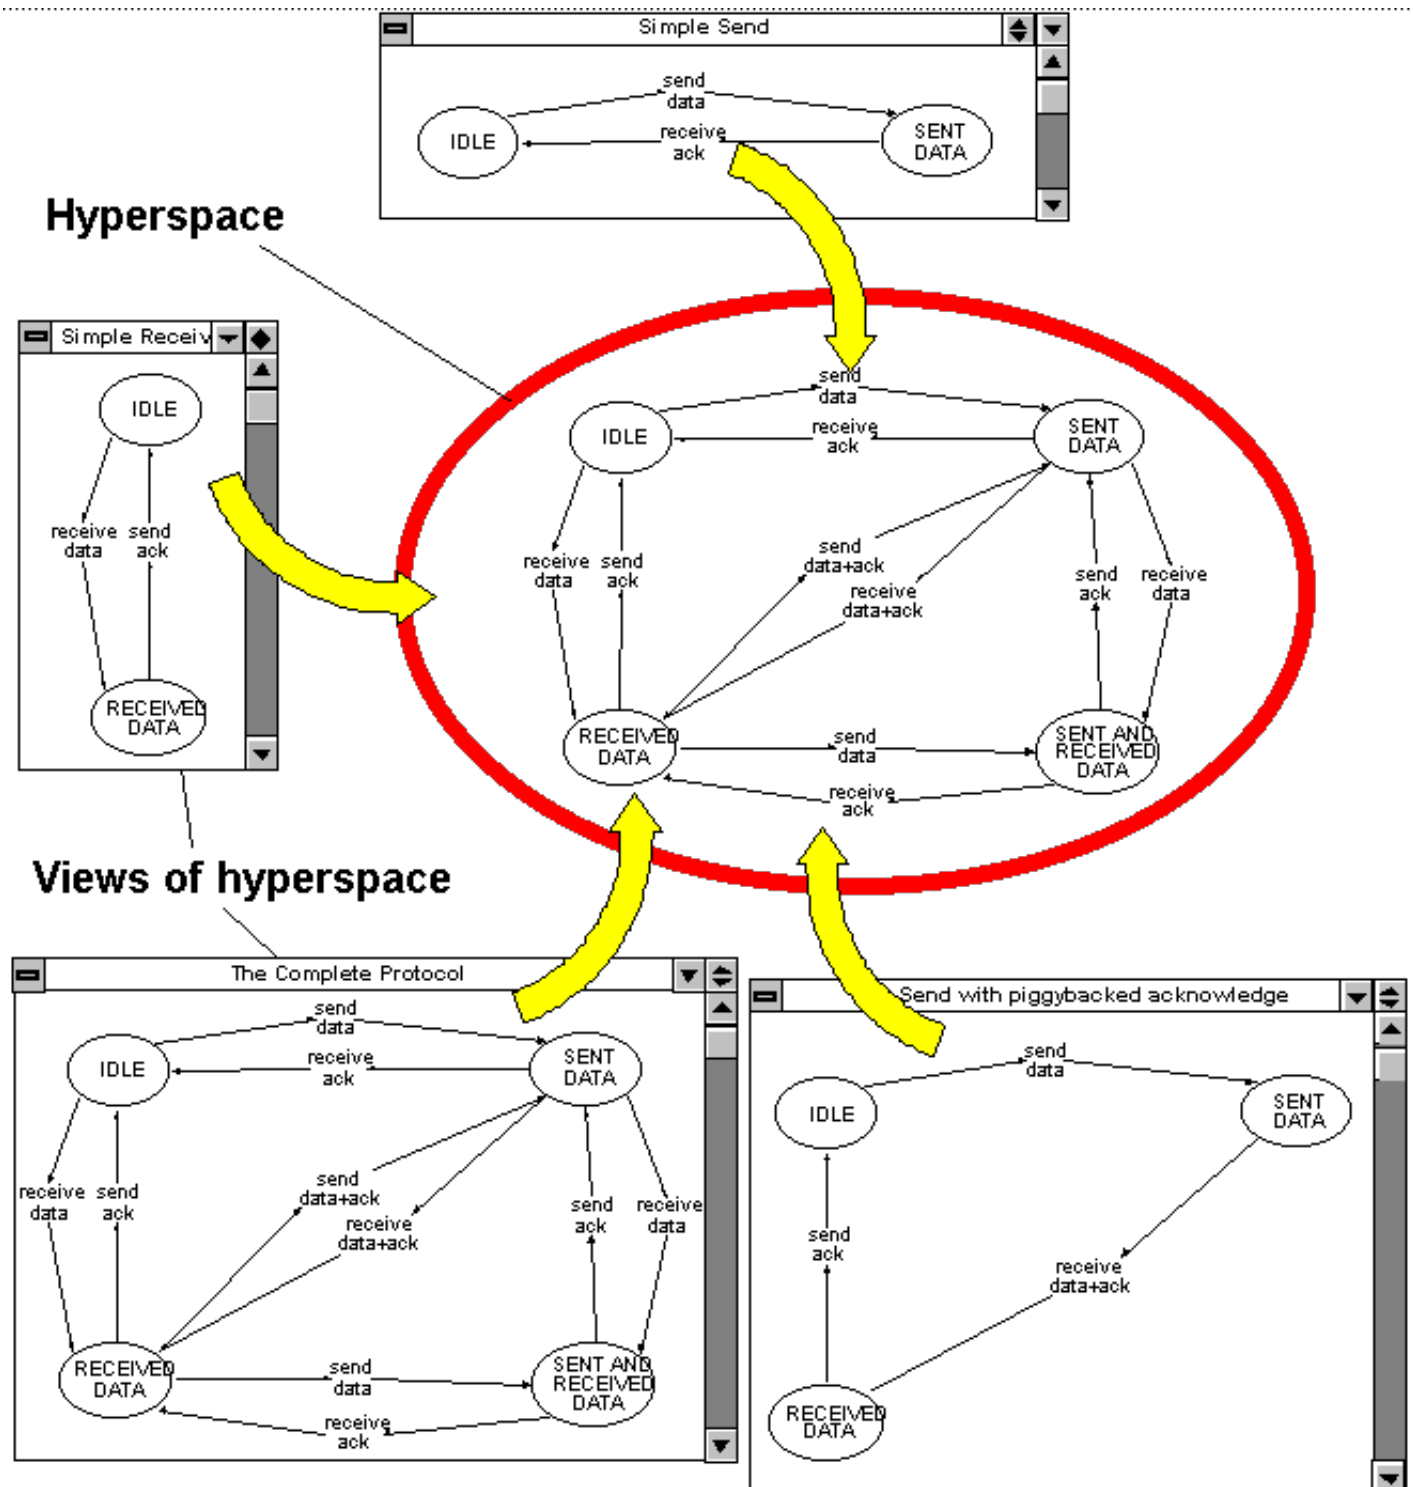 Simple Send
send
data
IDLE
receive
ack
SENT
DATA
Hyperspace
Simple Receiv
IDLE
receive
data
send
ack
RECEIVED
DATA
send
data
IDLE
receive
ack
SENT
DATA
receive
data
send
ack
send
data+ack
receive
data+ack
send
ack
receive
data
RECEIVED
DATA
send
data
SENT AND
RECEIVED
DATA
receive
ack
Views of hyperspace
The Complete Protocol
send
data
IDLE
receive
ack
SENT
DATA
receive
data
send
ack
send
data+ack
receive
data+ack
send
ack
receive
data
RECEIVED
DATA
send
data
SENT AND
RECEIVED
DATA
receive
ack
Send with piggybacked acknowledge
send
data
IDLE
SENT
DATA
send
ack
receive
data+ack
RECEIVED
DATA